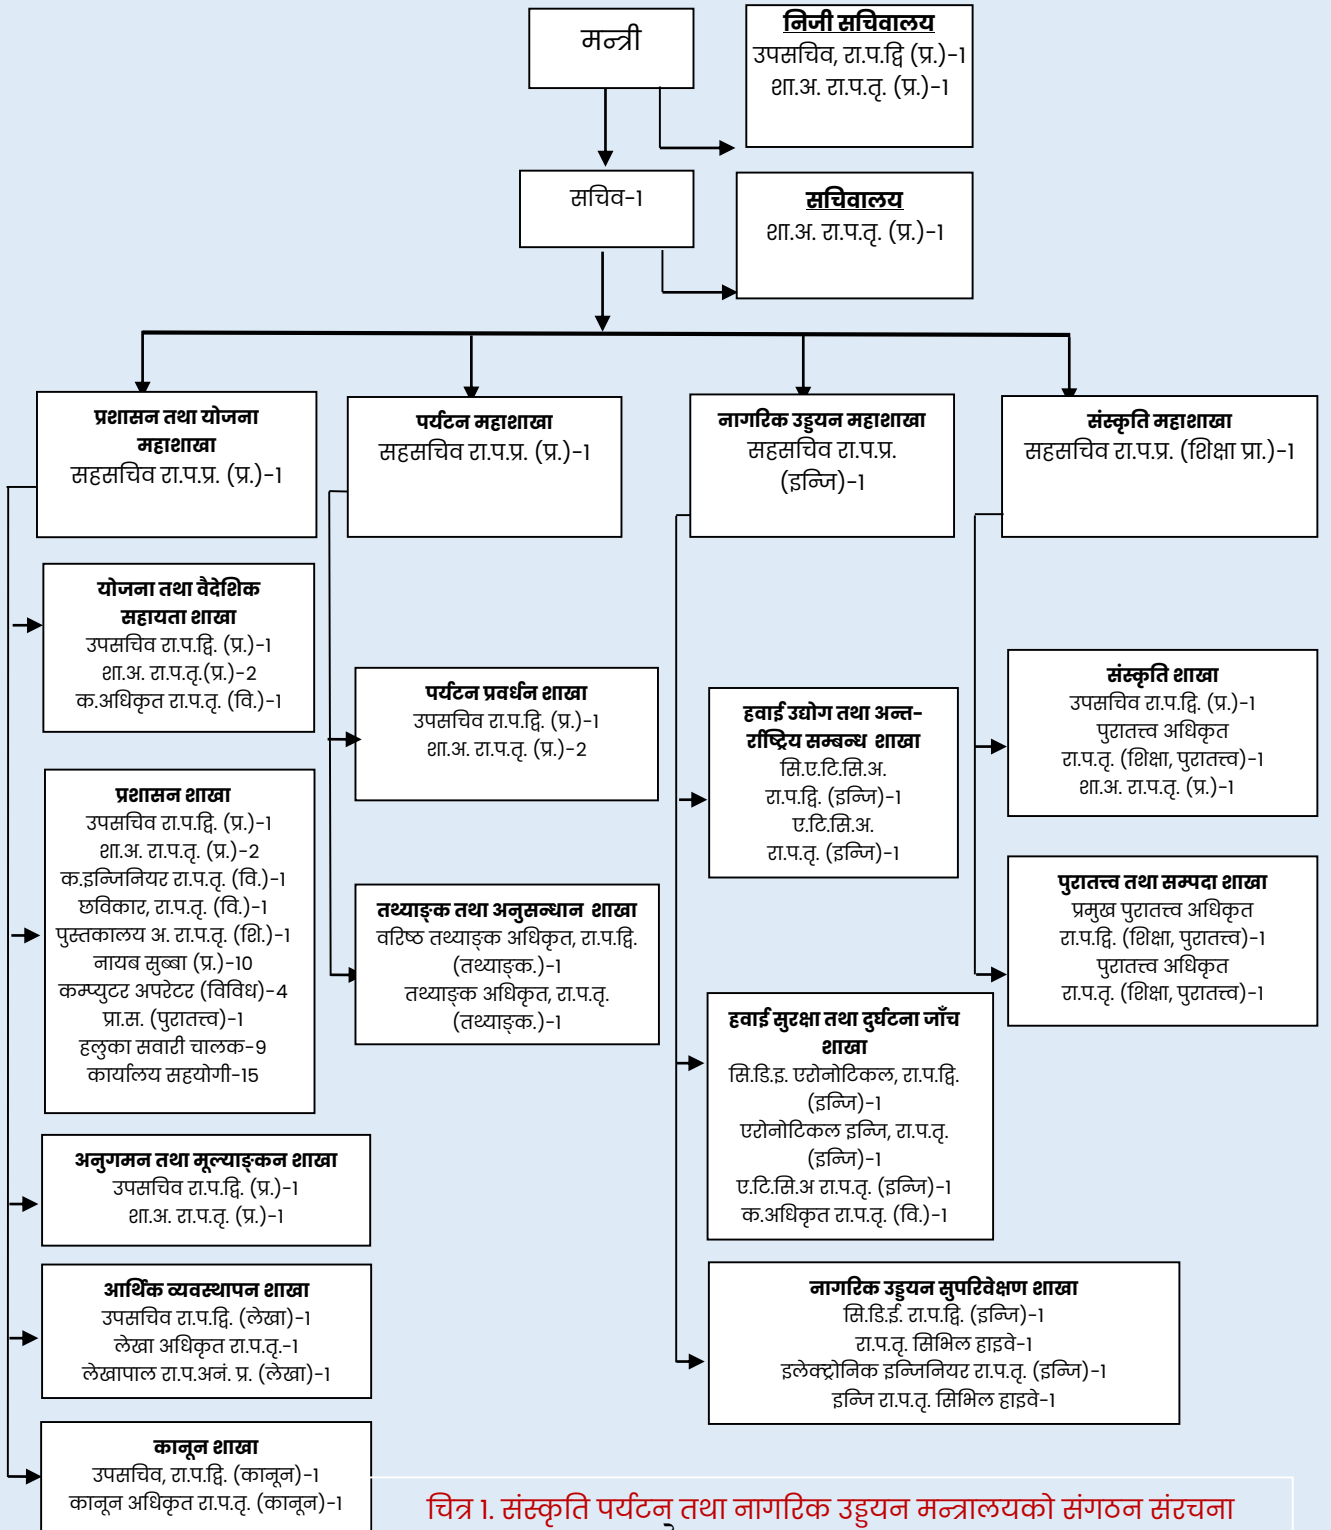 मन्त्री
निजी सचिवालय
उपसचिव, रा.प.द्वि (प्र.)-1
शा.अ. रा.प.तृ. (प्र.)-1
सचिव-1
सचिवालय
शा.अ. रा.प.तृ. (प्र.)-1
प्रशासन तथा योजना
महाशाखा
सहसचिव रा.प.प्र. (प्र.)-1
योजना तथा वैदेशिक
सहायता शाखा
उपसचिव रा.प.द्वि. (प्र.)-1
शा.अ. रा.प.तृ.(प्र.)-2
क.अधिकृत रा.प.तृ. (वि.)-1
प्रशासन शाखा
उपसचिव रा.प.द्वि. (प्र.)-1
शा.अ. रा.प.तृ. (प्र.)-2
क.इन्जिनियर रा.प.तृ. (वि.)-1
छविकार, रा.प.तृ. (वि.)-1
पुस्तकालय अ. रा.प.तृ. (शि.)-1
नायब सुब्बा (प्र.)-10
कम्प्युटर अपरेटर (विविध)-4
प्रा.स. (पुरातत्त्व)-1
हलुका सवारी चालक-9
कार्यालय सहयोगी-15
अनुगमन तथा मूल्याङ्कन शाखा
उपसचिव रा.प.द्वि. (प्र.)-1
शा.अ. रा.प.तृ. (प्र.)-1
आर्थिक व्यवस्थापन शाखा
उपसचिव रा.प.द्वि. (लेखा)-1
लेखा अधिकृत रा.प.तृ.-1
लेखापाल रा.प.अनं. प्र. (लेखा)-1
कानून शाखा
उपसचिव, रा.प.द्वि. (कानून)-1
कानून अधिकृत रा.प.तृ. (कानून)-1
पर्यटन महाशाखा
सहसचिव रा.प.प्र. (प्र.)-1
पर्यटन प्रवर्धन शाखा
उपसचिव रा.प.द्वि. (प्र.)-1
शा.अ. रा.प.तृ. (प्र.)-2
तथ्याङ्क तथा अनुसन्धान शाखा
वरिष्ठ तथ्याङ्क अधिकृत, रा.प.द्वि.
(तथ्याङ्क.)-1
तथ्याङ्क अधिकृत, रा.प.तृ.
(तथ्याङ्क.)-1
नागरिक उड्डयन महाशाखा
सहसचिव रा.प.प्र.
(इन्जि)-1
हवाई उद्योग तथा अन्त-
र्राष्ट्रिय सम्बन्ध शाखा
सि.ए.टि.सि.अ.
रा.प.द्वि. (इन्जि)-1
ए.टि.सि.अ.
रा.प.तृ. (इन्जि)-1
हवाई सुरक्षा तथा दुर्घटना जाँच
शाखा
सि.डि.इ. एरोनोटिकल, रा.प.द्वि.
(इन्जि)-1
एरोनोटिकल इन्जि, रा.प.तृ.
(इन्जि)-1
ए.टि.सि.अ रा.प.तृ. (इन्जि)-1
क.अधिकृत रा.प.तृ. (वि.)-1
नागरिक उड्डयन सुपरिवेक्षण शाखा
सि.डि.ई. रा.प.द्वि. (इन्जि)-1
रा.प.तृ. सिभिल हाइवे-1
इलेक्ट्रोनिक इन्जिनियर रा.प.तृ. (इन्जि)-1
इन्जि रा.प.तृ. सिभिल हाइवे-1
संस्कृति महाशाखा
सहसचिव रा.प.प्र. (शिक्षा प्रा.)-1
संस्कृति शाखा
उपसचिव रा.प.द्वि. (प्र.)-1
पुरातत्त्व अधिकृत
रा.प.तृ. (शिक्षा, पुरातत्त्व)-1
शा.अ. रा.प.तृ. (प्र.)-1
पुरातत्त्व तथा सम्पदा शाखा
प्रमुख पुरातत्त्व अधिकृत
रा.प.द्वि. (शिक्षा, पुरातत्त्व)-1
पुरातत्त्व अधिकृत
रा.प.तृ. (शिक्षा, पुरातत्त्व)-1
चित्र 1. संस्कृति पर्यटन तथा नागरिक उड्डयन मन्त्रालयको संगठन संरचना